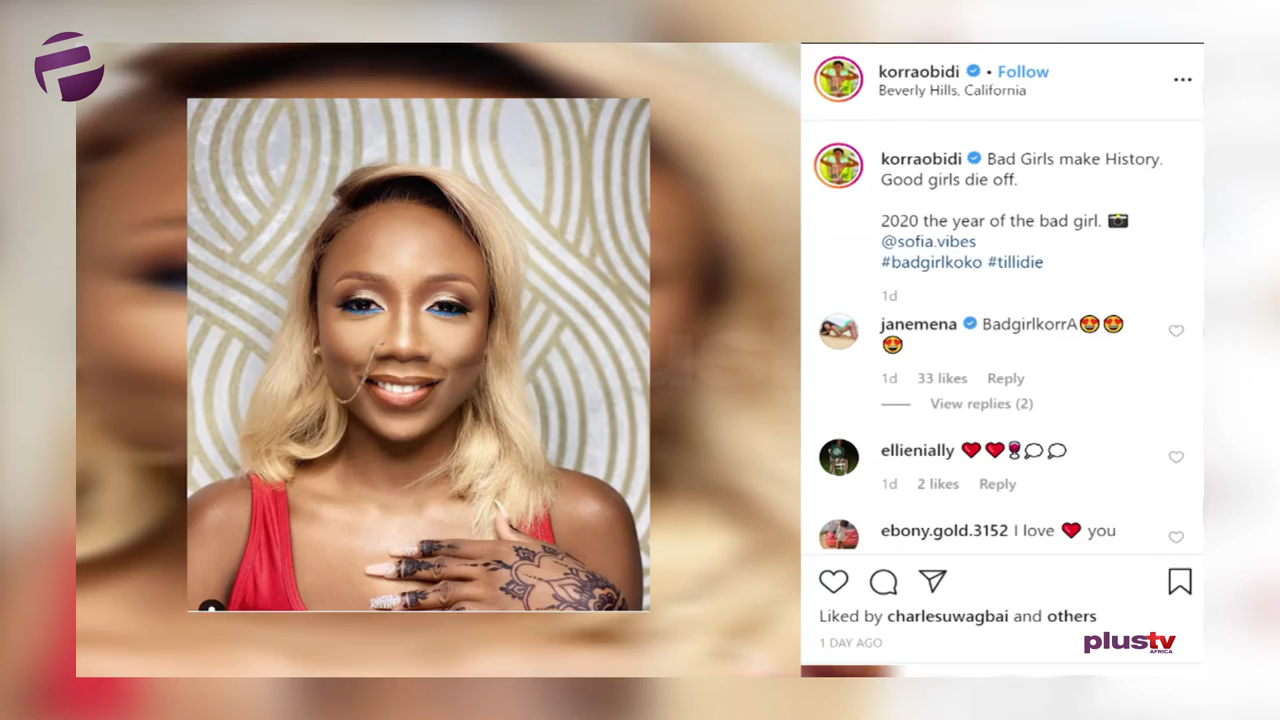 korraobidi • Follow
Beverly Hills, California
korraobidi Bad Girls make History.
Good girls die off.
2020 the year of the bad girl. 📷
@sofia.vibes
#badgirlkoko #tillidie
1d
janemena BadgirlkorrA😍😍
😍
1d 33 likes Reply
View replies (2)
ellienially ❤️❤️🍷💭💭
1d 2 likes Reply
ebony.gold.3152 I love ❤️ you
Liked by charlesuwagbai and others
1 DAY AGO
plustv
AFRICA